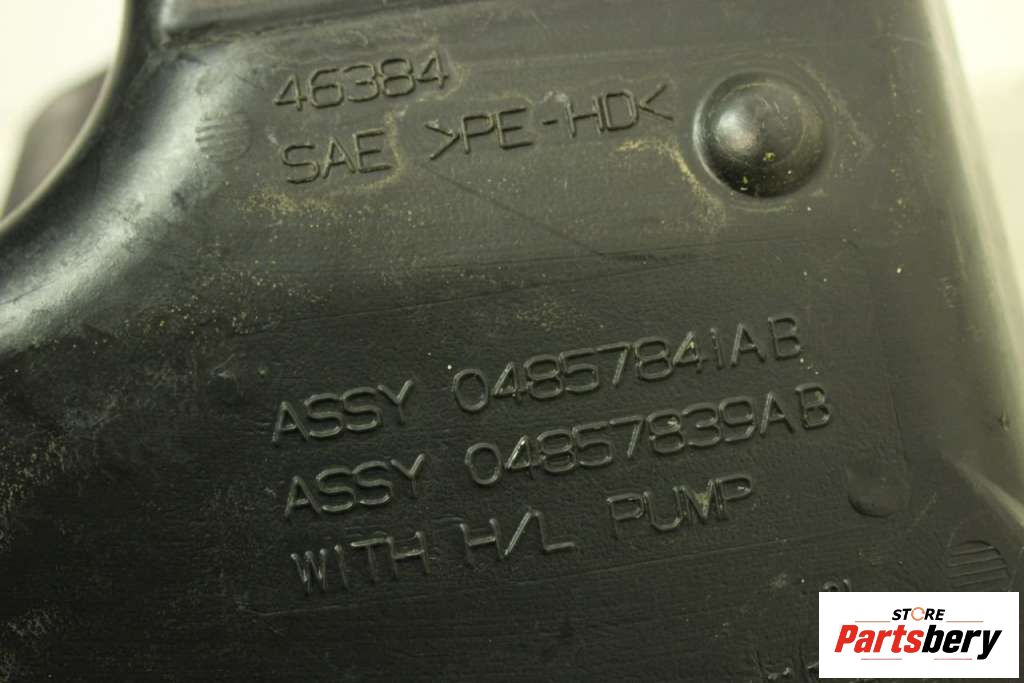 46384
SAE >PE-HD<
ASSY 04857841AB
ASSY 04857839AB
WITH H/L PUMP
STORE
Partsbery